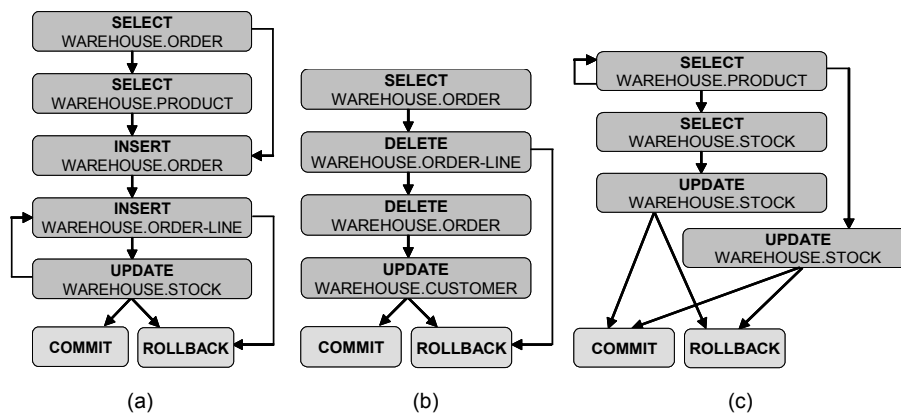 SELECT
WAREHOUSE.ORDER
SELECT
WAREHOUSE.PRODUCT
INSERT
WAREHOUSE.ORDER
INSERT
WAREHOUSE.ORDER-LINE
UPDATE
WAREHOUSE.STOCK
COMMIT
ROLLBACK
(a)
SELECT
WAREHOUSE.ORDER
DELETE
WAREHOUSE.ORDER-LINE
DELETE
WAREHOUSE.ORDER
UPDATE
WAREHOUSE.CUSTOMER
COMMIT
ROLLBACK
(b)
SELECT
WAREHOUSE.PRODUCT
SELECT
WAREHOUSE.STOCK
UPDATE
WAREHOUSE.STOCK
UPDATE
WAREHOUSE.STOCK
COMMIT
ROLLBACK
(c)